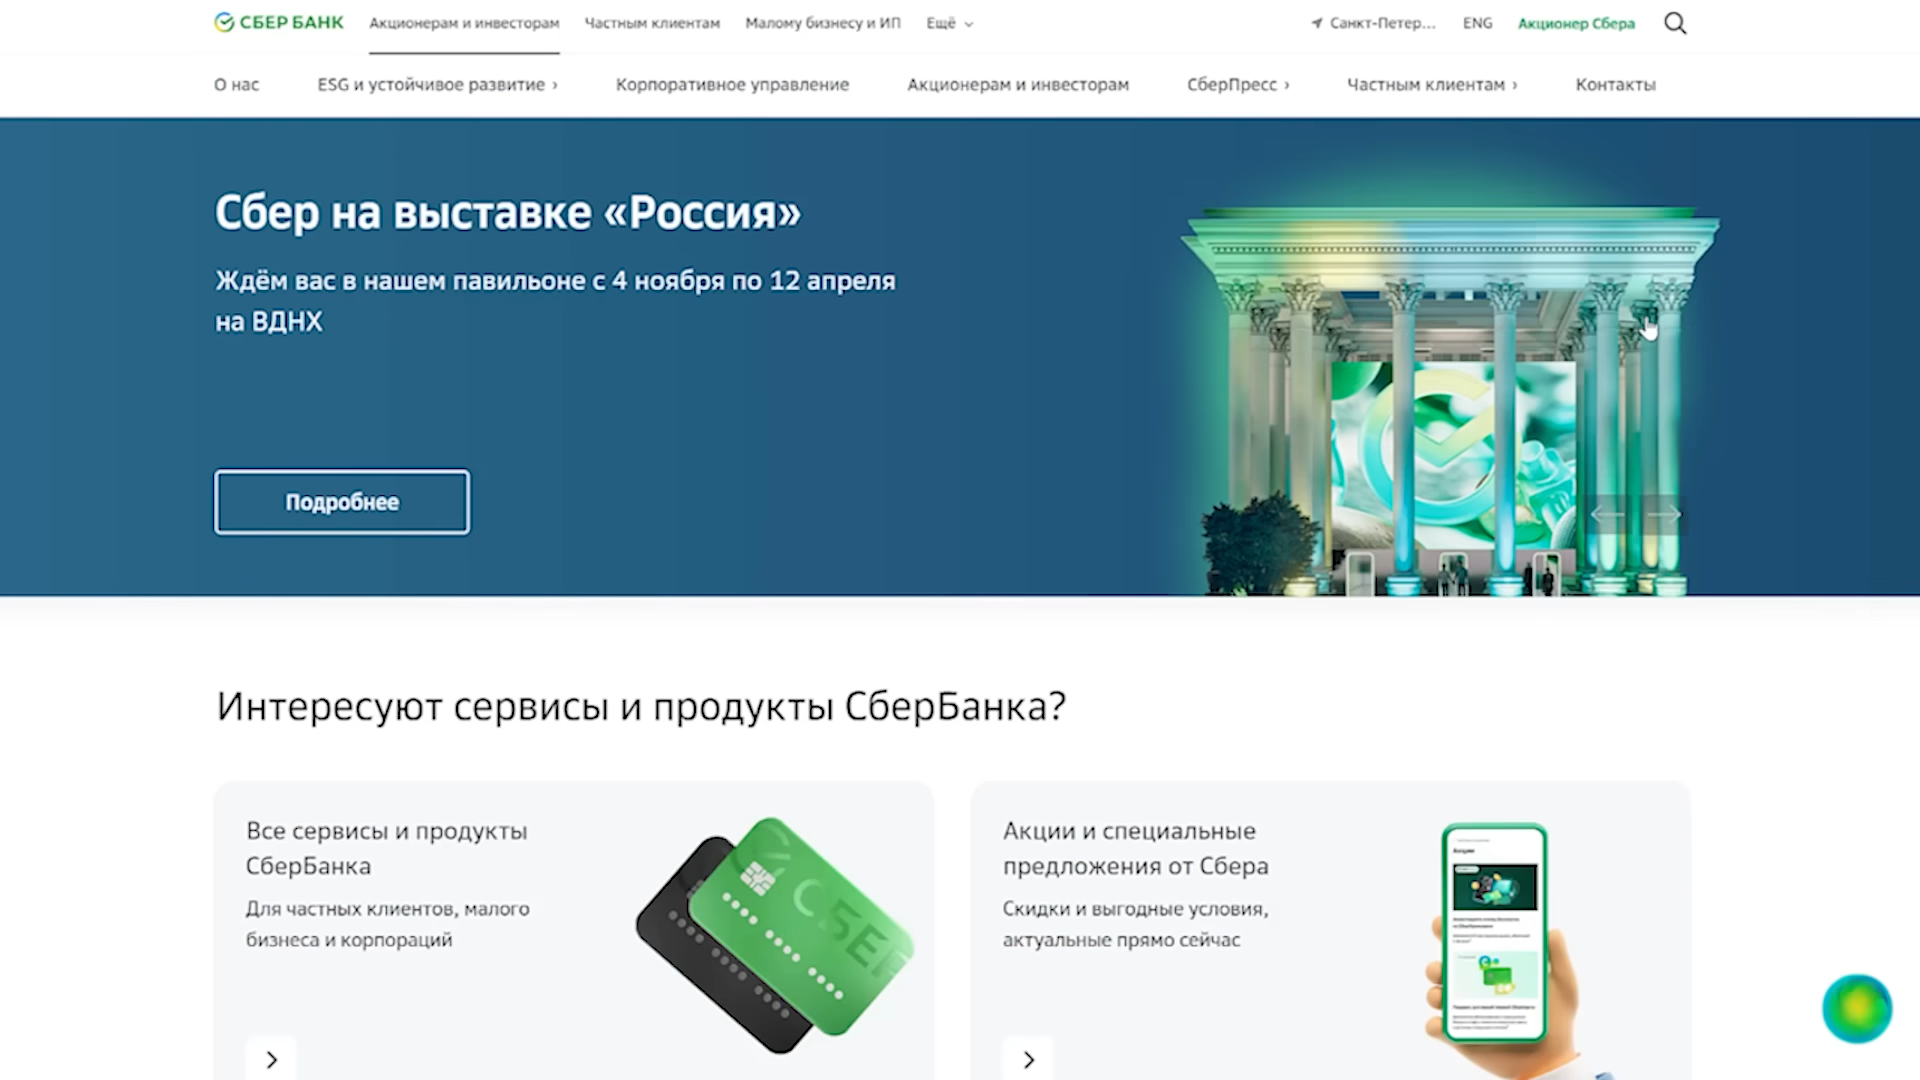 СБЕР БАНК
Акционерам и инвесторам
Частным клиентам
Малому бизнесу и ИП
Ещё
Санкт-Петер...
ENG
Акционер Сбера
О нас
ESG и устойчивое развитие ›
Корпоративное управление
Акционерам и инвесторам
СберПресс ›
Частным клиентам ›
Контакты
Сбер на выставке «Россия»
Ждём вас в нашем павильоне с 4 ноября по 12 апреля
на ВДНХ
Подробнее
Интересуют сервисы и продукты СберБанка?
Все сервисы и продукты
СберБанка
Для частных клиентов, малого
бизнеса и корпораций
Акции и специальные
предложения от Сбера
Скидки и выгодные условия,
актуальные прямо сейчас
Акции